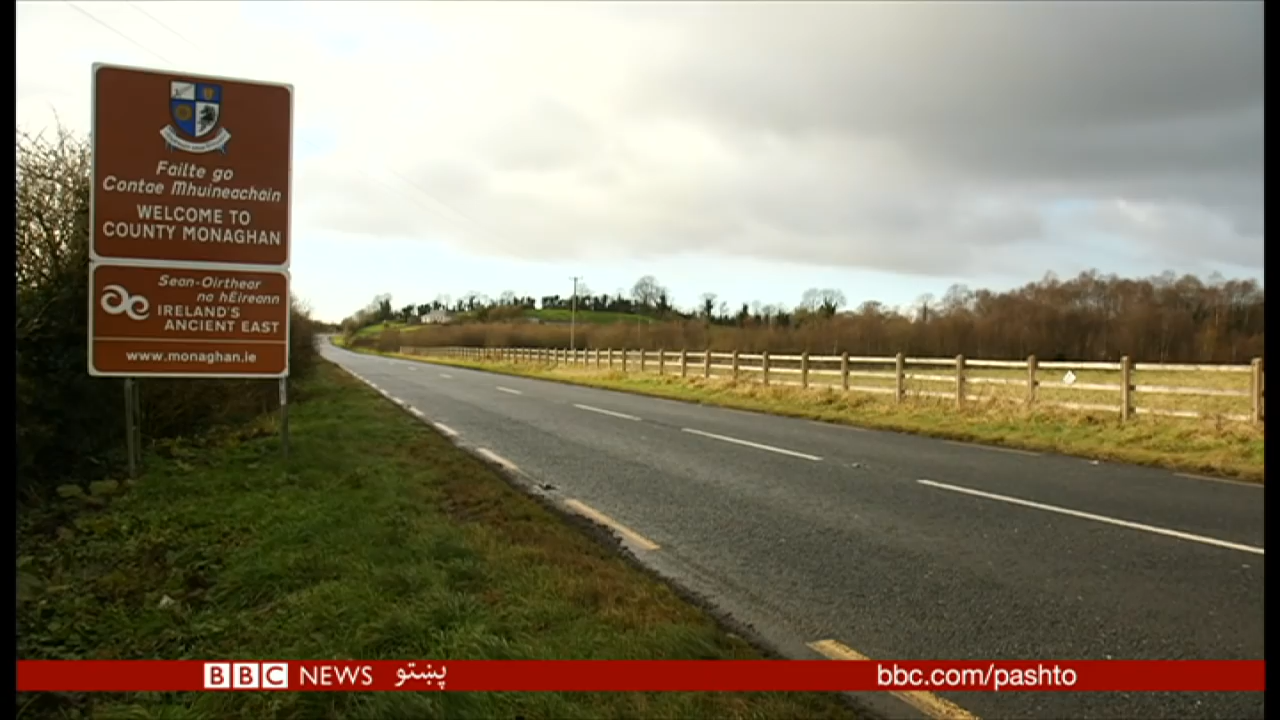 Failte go
Contae Mhuineachain
WELCOME TO
COUNTY MONAGHAN
Sean-Oirthear
na hEireann
IRELAND'S
ANCIENT EAST
www.monaghan.ie
BBC NEWS پښتو
bbc.com/pashto